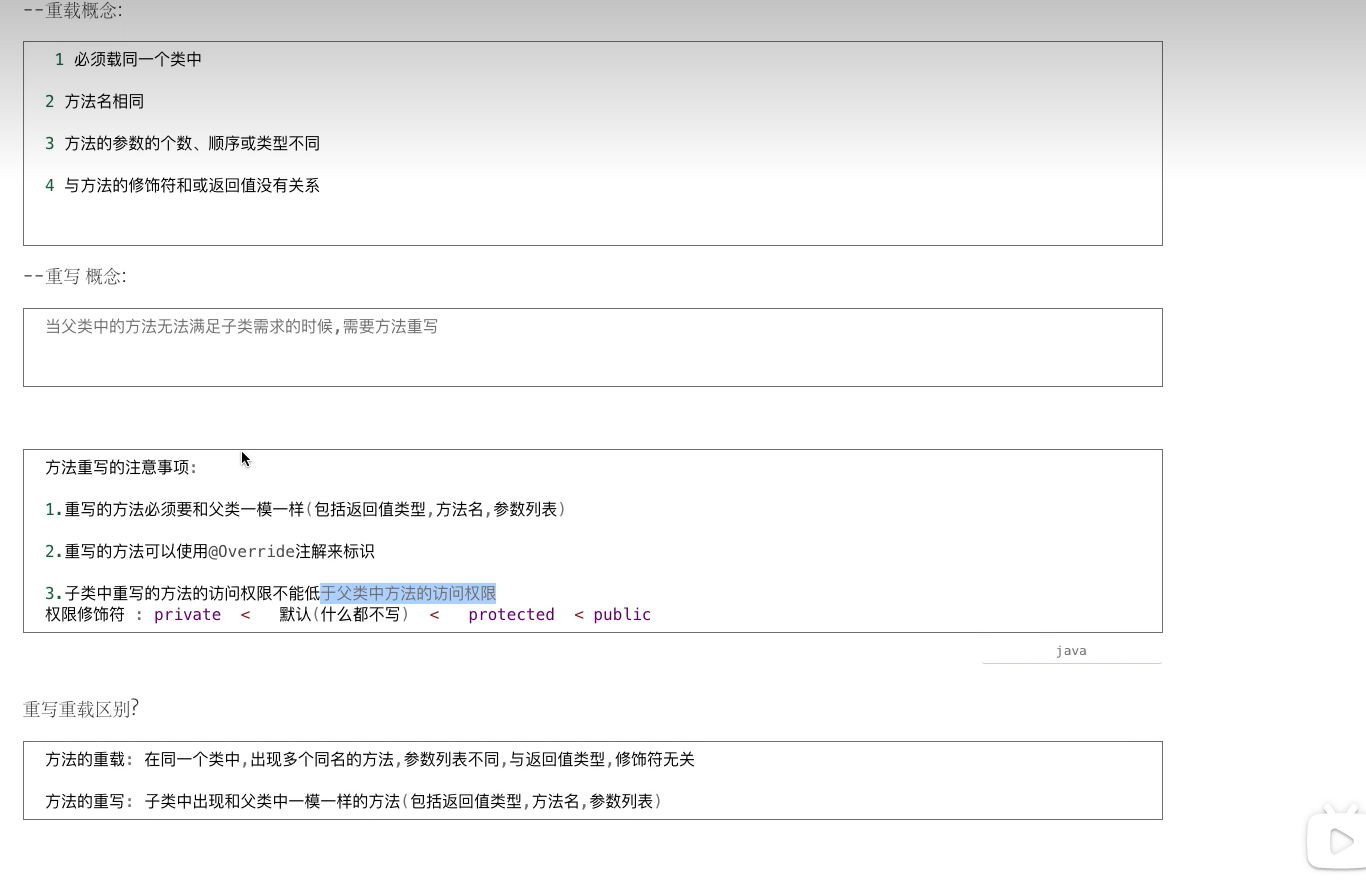 --重载概念:
1 必须载同一个类中
2 方法名相同
3 方法的参数的个数、顺序或类型不同
4 与方法的修饰符和或返回值没有关系
--重写 概念:
当父类中的方法无法满足子类需求的时候,需要方法重写
方法重写的注意事项:
1.重写的方法必须要和父类一模一样(包括返回值类型,方法名,参数列表)
2.重写的方法可以使用@Override注解来标识
3.子类中重写的方法的访问权限不能低于父类中方法的访问权限
权限修饰符 : private < 默认(什么都不写) < protected < public
java
重写重载区别?
方法的重载: 在同一个类中,出现多个同名的方法,参数列表不同,与返回值类型,修饰符无关
方法的重写: 子类中出现和父类中一模一样的方法(包括返回值类型,方法名,参数列表)